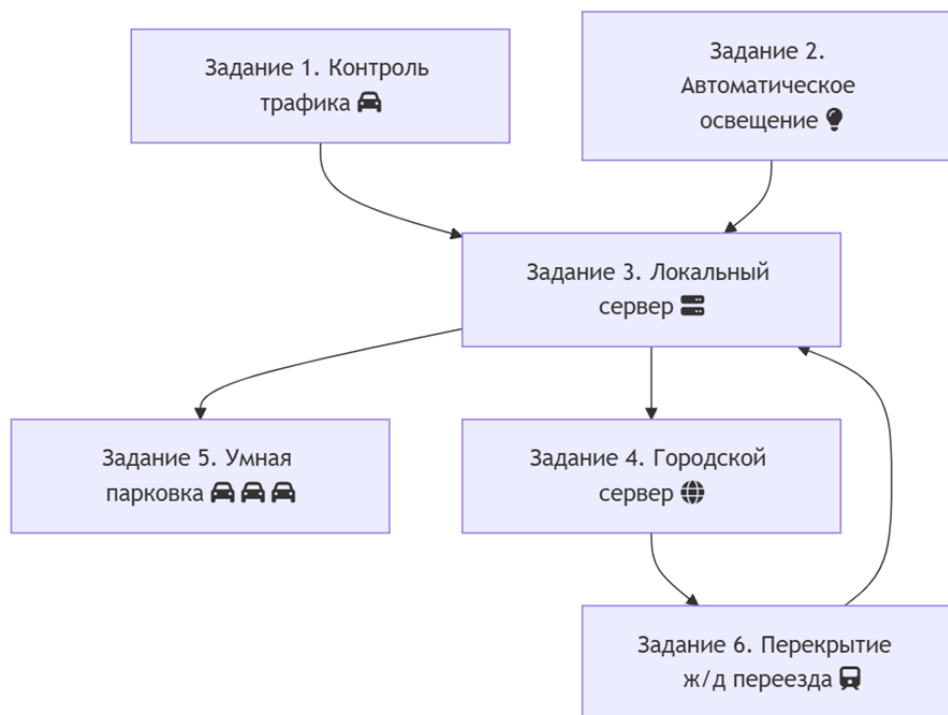 Задание 1. Контроль
трафика
Задание 2.
Автоматическое
освещение
Задание 3. Локальный
сервер
Задание 5. Умная
парковка
Задание 4. Городской
сервер
Задание 6. Перекрытие
ж/д переезда